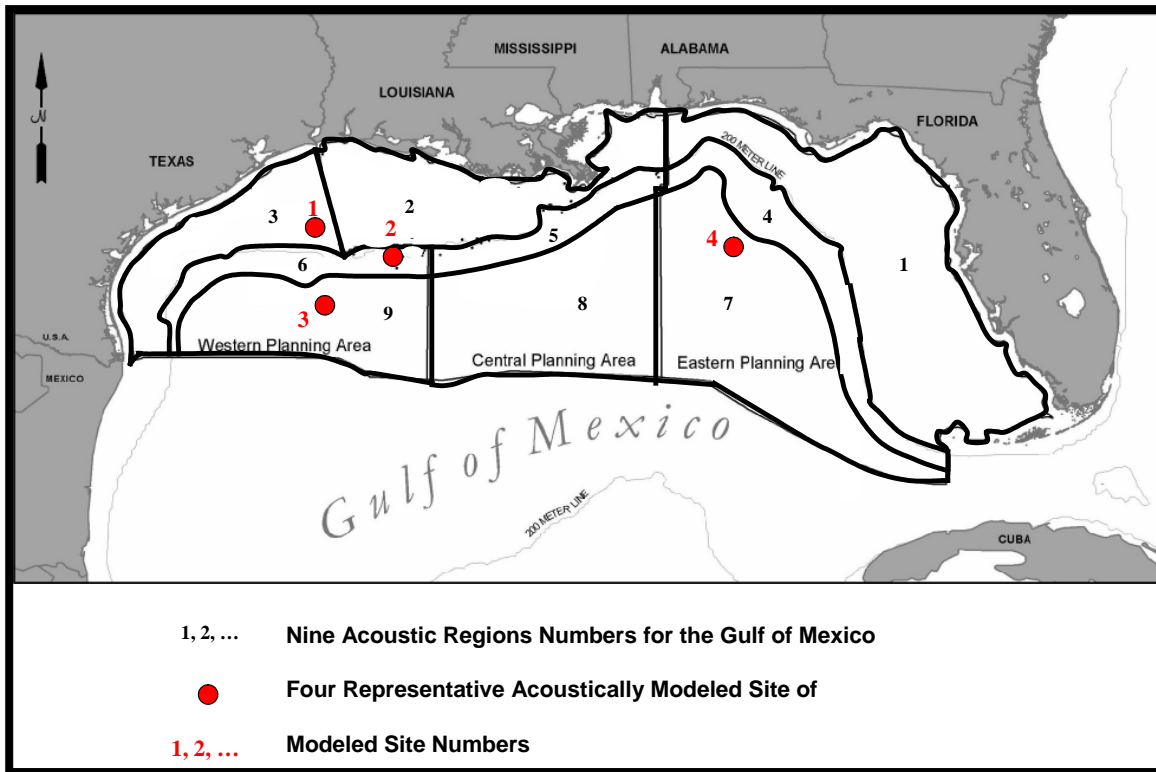 MISSISSIPPI
ALABAMA
LOUISIANA
N
FLORIDA
TEXAS
200 METER LINE
3
1
2
2
5
4
4
1
6
3
9
8
7
U.S.A.
MEXICO
Western Planning Area
Central Planning Area
Eastern Planning Are
Gulf of Mexico
200 METER LINE
CUBA
1, 2, ... Nine Acoustic Regions Numbers for the Gulf of Mexico
Four Representative Acoustically Modeled Site of
1, 2, ... Modeled Site Numbers